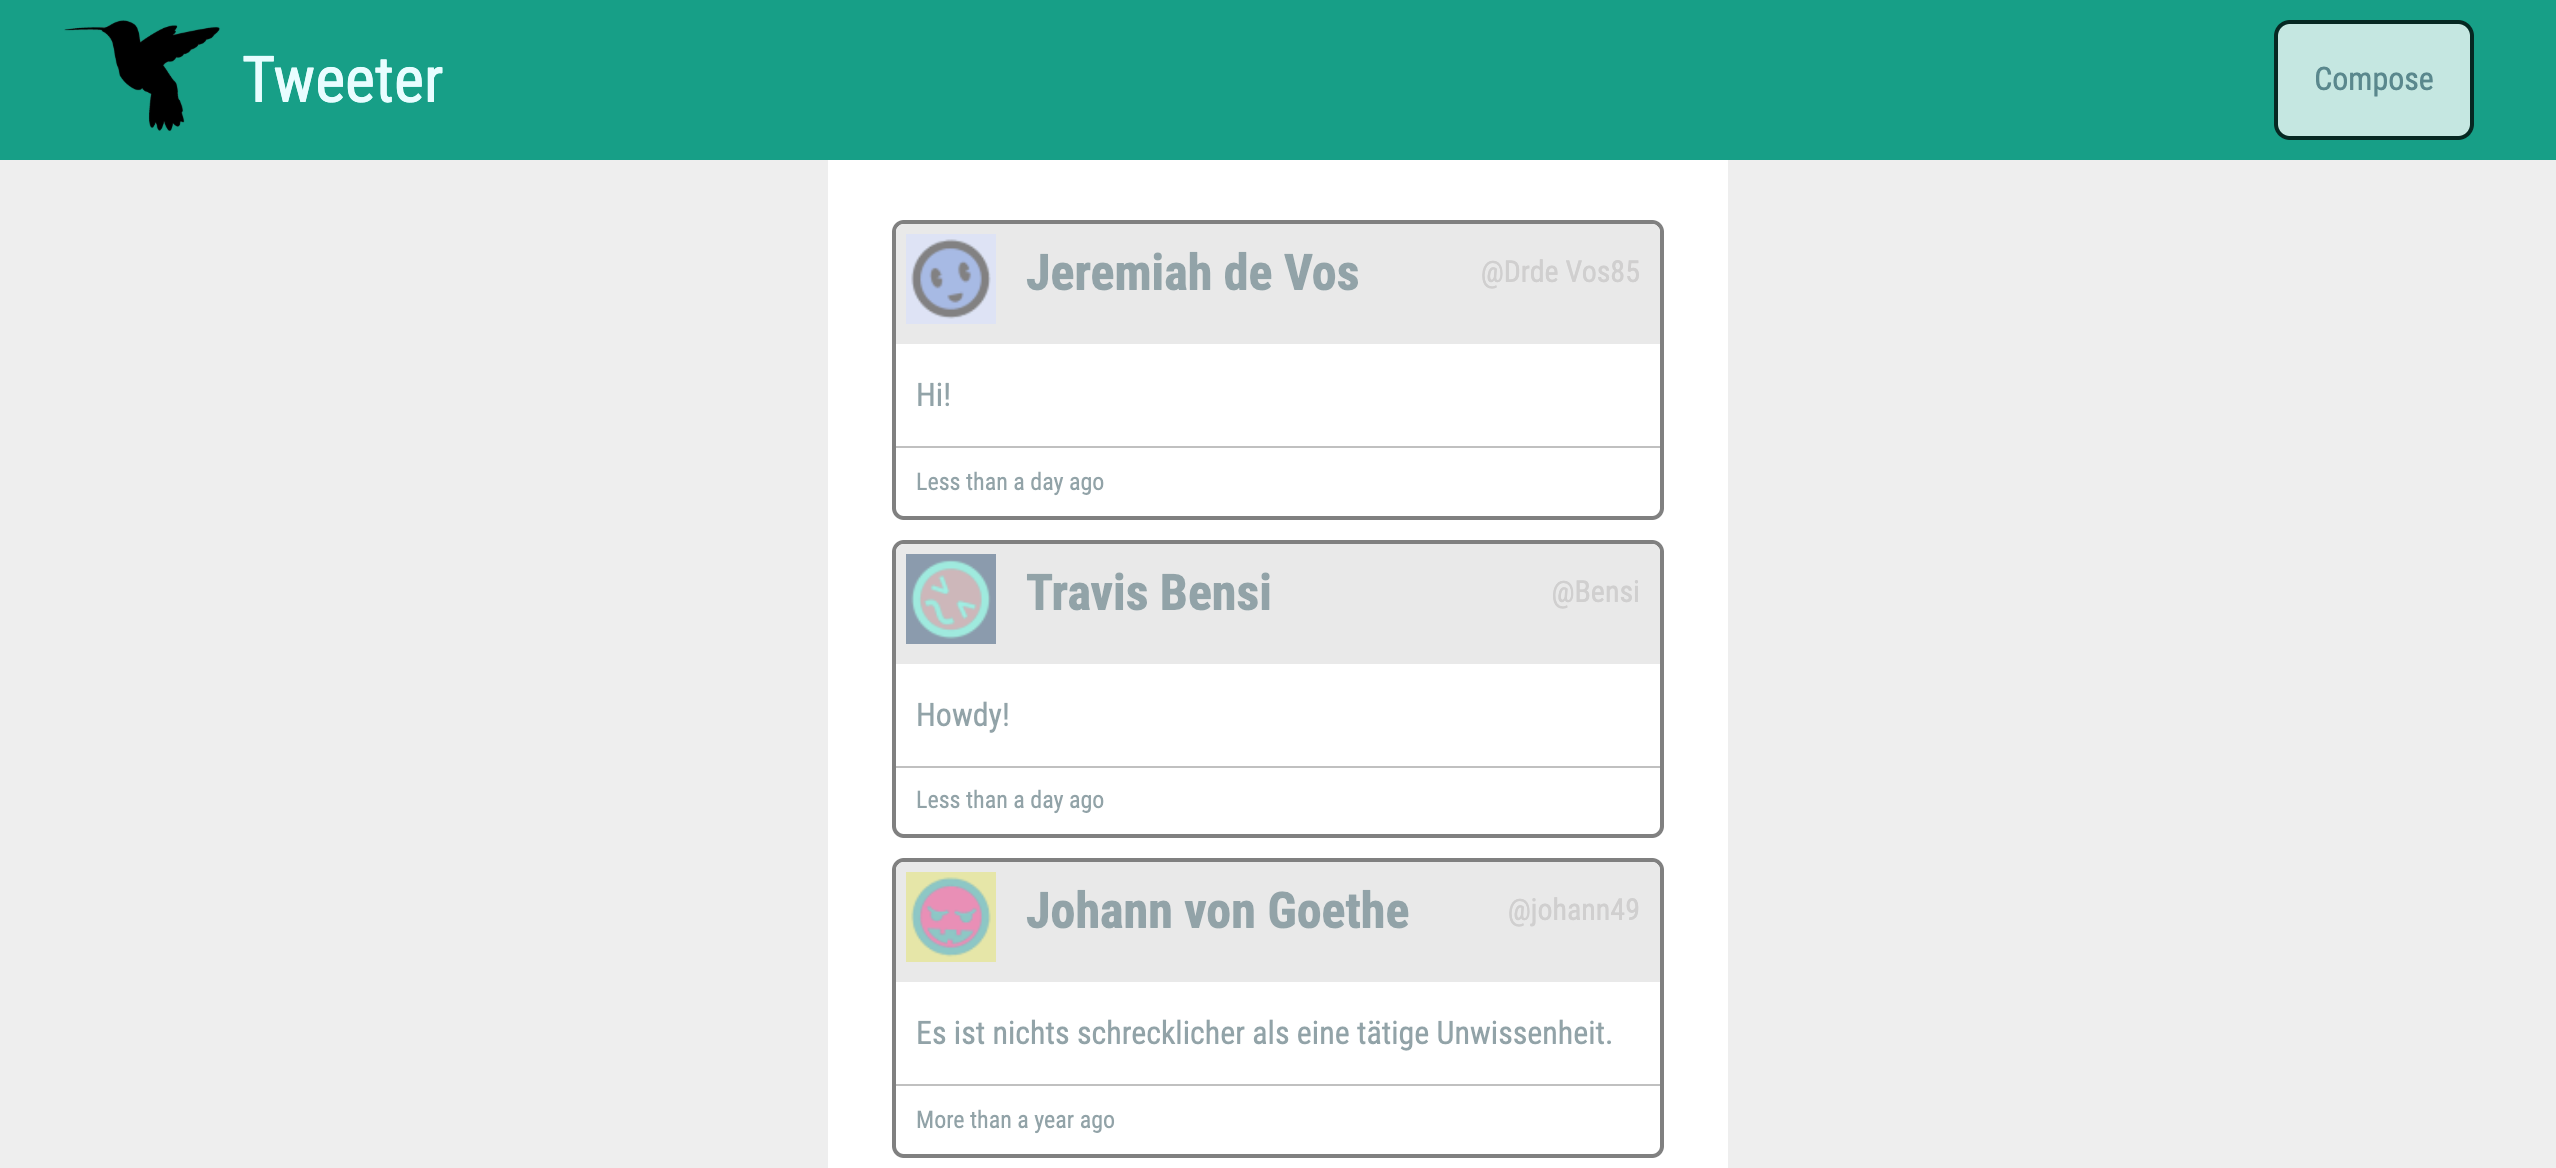 Tweeter
Compose
Jeremiah de Vos @Drde Vos85
Hi!
Less than a day ago
Travis Bensi @Bensi
Howdy!
Less than a day ago
Johann von Goethe @johann49
Es ist nichts schrecklicher als eine tätige Unwissenheit.
More than a year ago